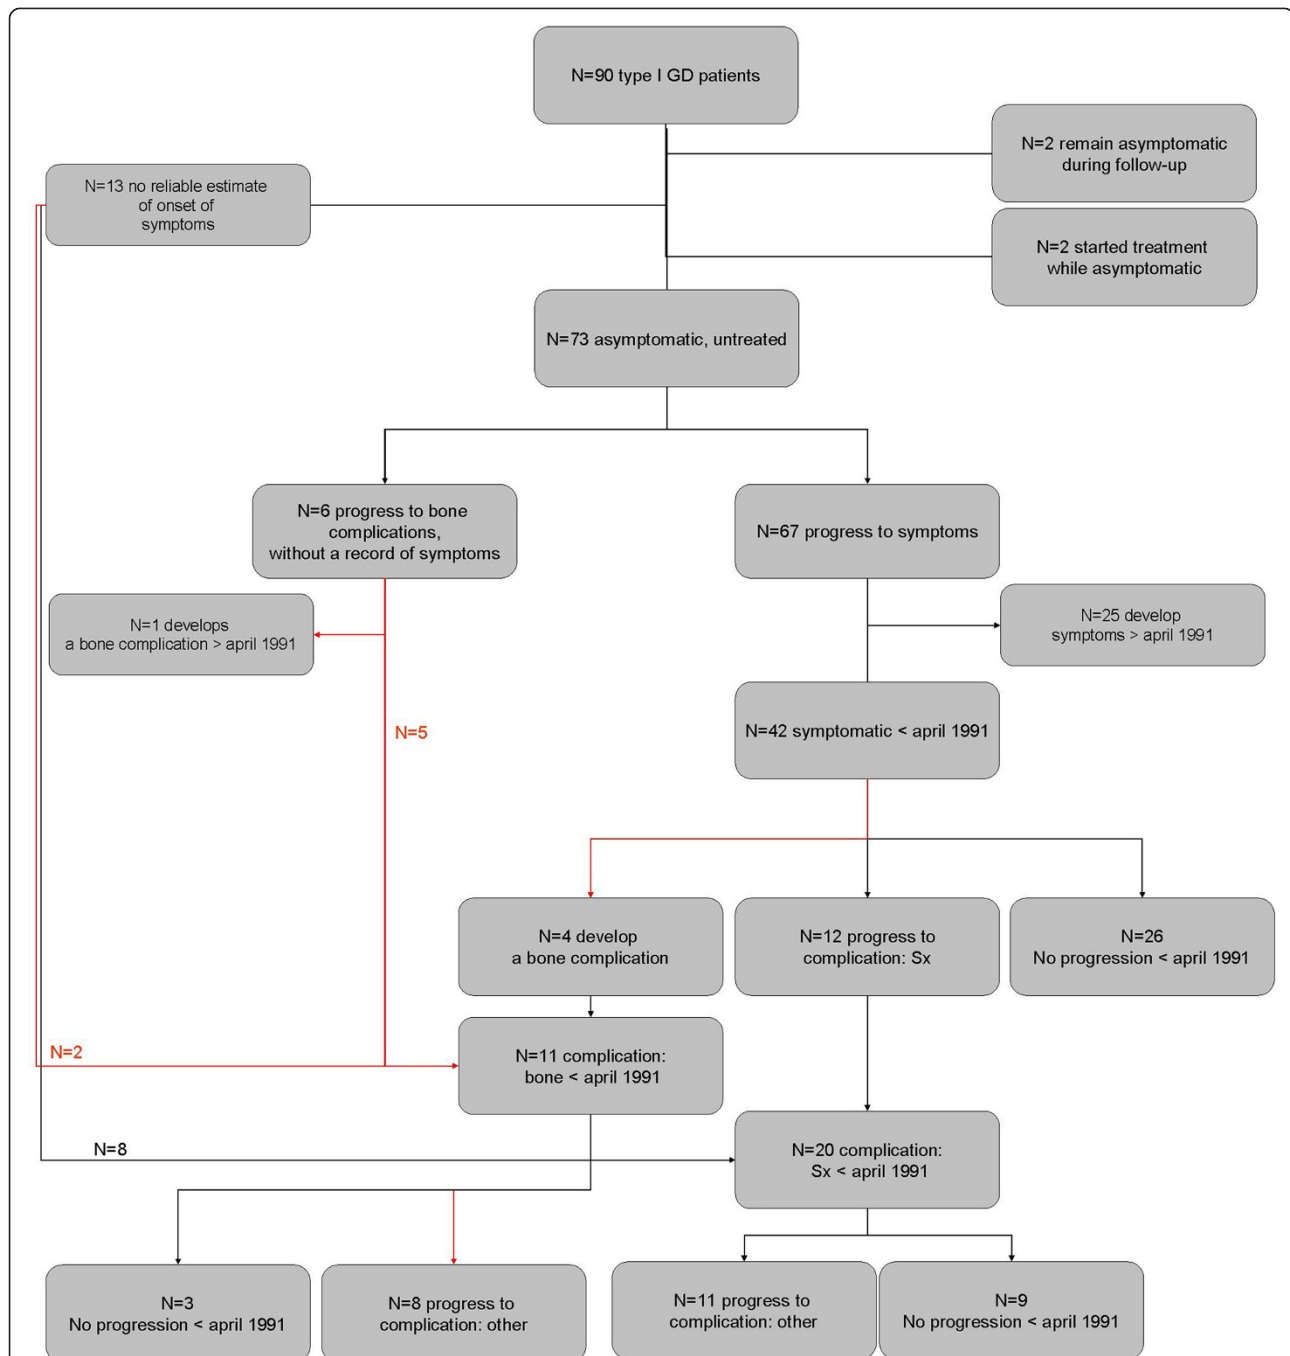 N=90 type I GD patients
N=2 remain asymptomatic
during follow-up
N=13 no reliable estimate
of onset of
symptoms
N=2 started treatment
while asymptomatic
N=73 asymptomatic, untreated
N=6 progress to bone
complications,
without a record of symptoms
N=67 progress to symptoms
N=1 develops
a bone complication > april 1991
N=25 develop
symptoms > april 1991
N=5
N=42 symptomatic < april 1991
N=4 develop
a bone complication
N=12 progress to
complication: Sx
N=26
No progression < april 1991
N=2
N=11 complication:
bone < april 1991
N=8
N=20 complication:
Sx < april 1991
N=3
No progression < april 1991
N=8 progress to
complication: other
N=11 progress to
complication: other
N=9
No progression < april 1991